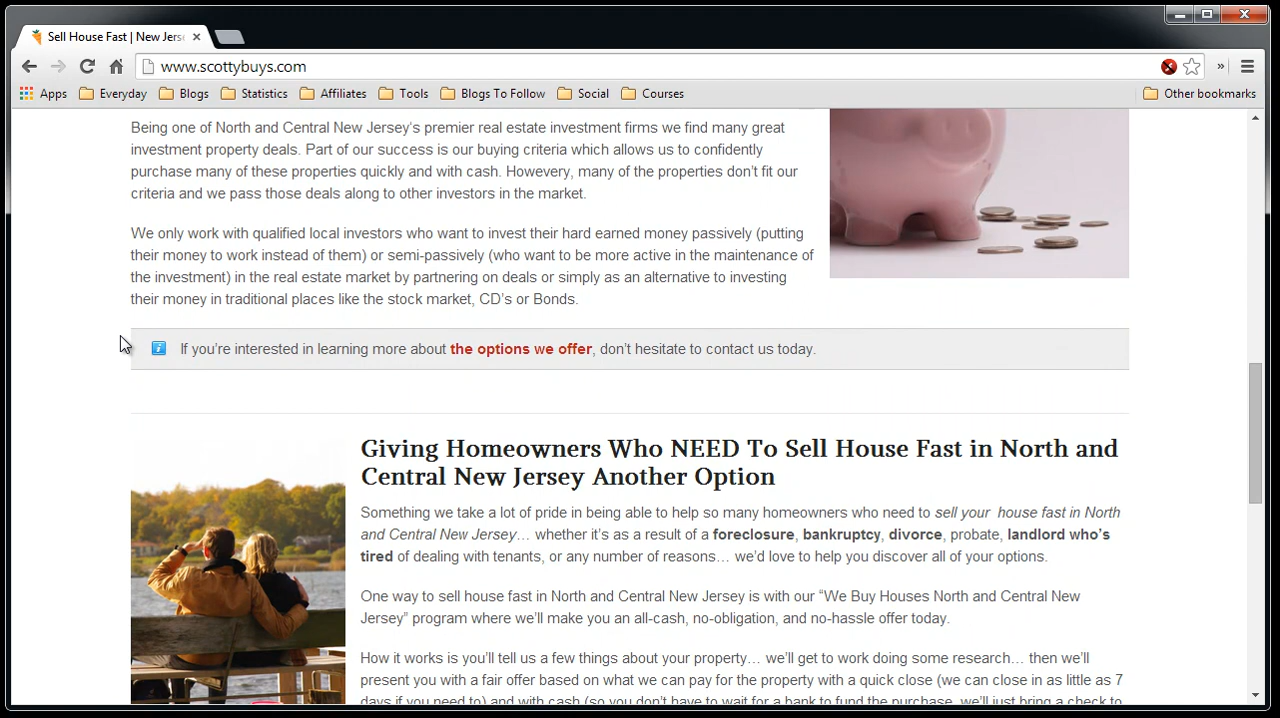 Sell House Fast | New Jers
www.scottybuys.com
Apps Everyday Blogs Statistics Affiliates Tools Blogs To Follow Social Courses Other bookmarks
Being one of North and Central New Jersey‘s premier real estate investment firms we find many great
investment property deals. Part of our success is our buying criteria which allows us to confidently
purchase many of these properties quickly and with cash. Howevery, many of the properties don’t fit our
criteria and we pass those deals along to other investors in the market.
We only work with qualified local investors who want to invest their hard earned money passively (putting
their money to work instead of them) or semi-passively (who want to be more active in the maintenance of
the investment) in the real estate market by partnering on deals or simply as an alternative to investing
their money in traditional places like the stock market, CD’s or Bonds.
If you’re interested in learning more about the options we offer, don’t hesitate to contact us today.
Giving Homeowners Who NEED To Sell House Fast in North and
Central New Jersey Another Option
Something we take a lot of pride in being able to help so many homeowners who need to sell your house fast in North
and Central New Jersey… whether it’s as a result of a foreclosure, bankruptcy, divorce, probate, landlord who’s
tired of dealing with tenants, or any number of reasons… we’d love to help you discover all of your options.
One way to sell house fast in North and Central New Jersey is with our “We Buy Houses North and Central New
Jersey” program where we’ll make you an all-cash, no-obligation, and no-hassle offer today.
How it works is you’ll tell us a few things about your property… we’ll get to work doing some research… then we’ll
present you with a fair offer based on what we can pay for the property with a quick close (we can close in as little as 7
days if you need to) and with cash (so you don’t have to wait for a bank to fund the purchase, we’ll just bring a check to